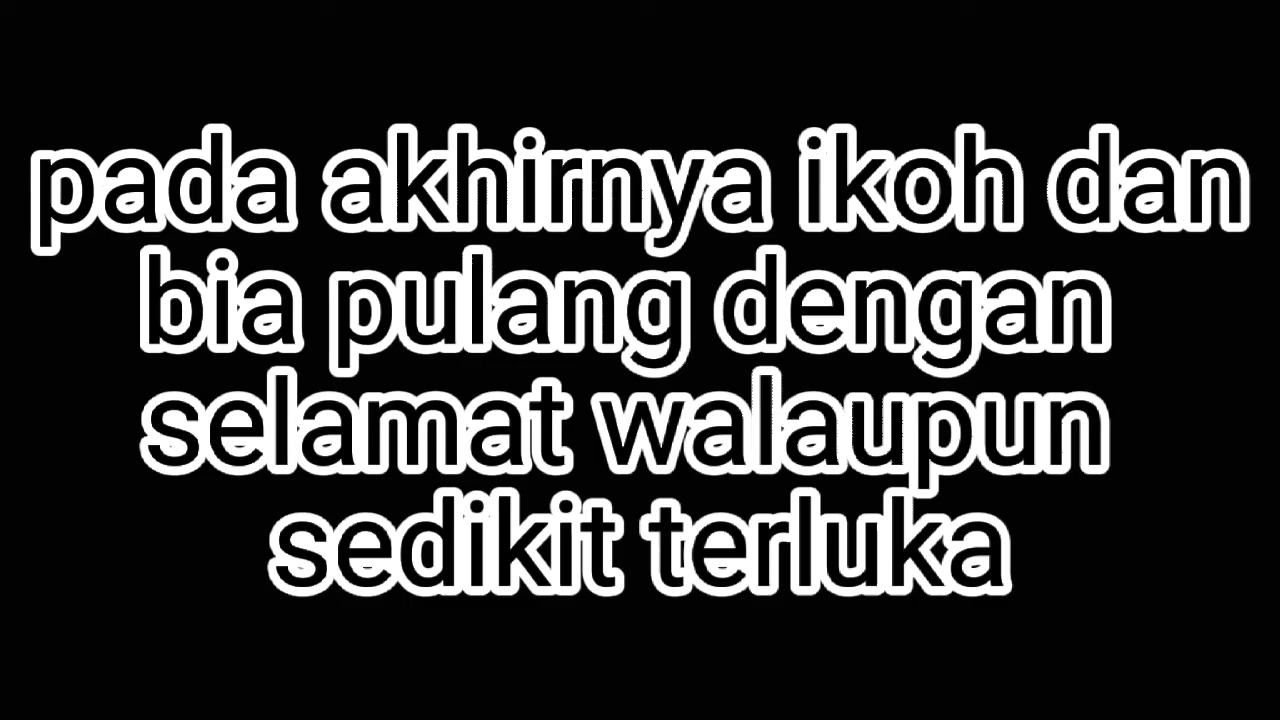 pada akhirnya ikoh dan
bia pulang dengan
selamat walaupun
sedikit terluka